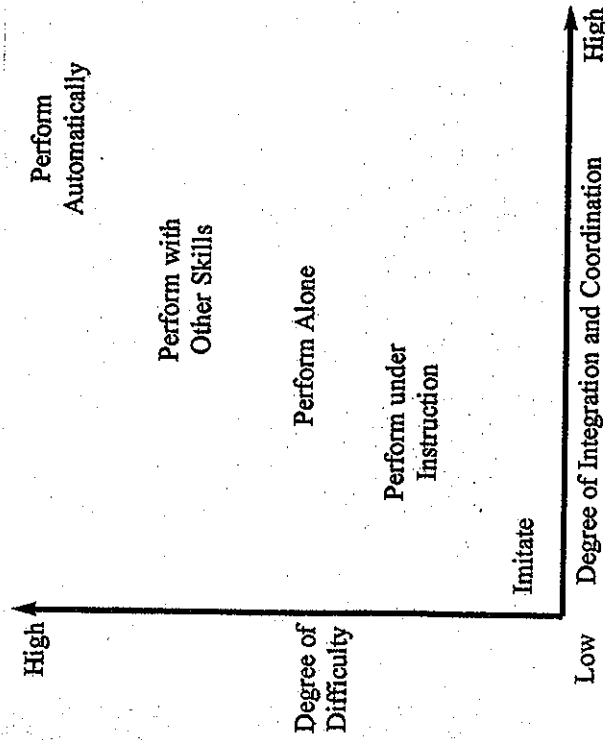 High
Perform
Automatically
Perform with
Other Skills
Degree of
Difficulty
Perform Alone
Perform under
Instruction
Imitate
Low
Degree of Integration and Coordination
High